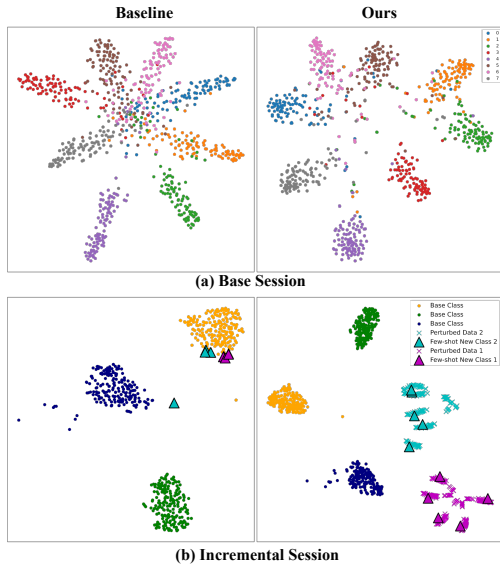 Baseline
Ours
0
1
2
3
4
5
6
7
(a) Base Session
Base Class
Base Class
Base Class
Perturbed Data 2
Few-shot New Class 2
Perturbed Data 1
Few-shot New Class 1
(b) Incremental Session